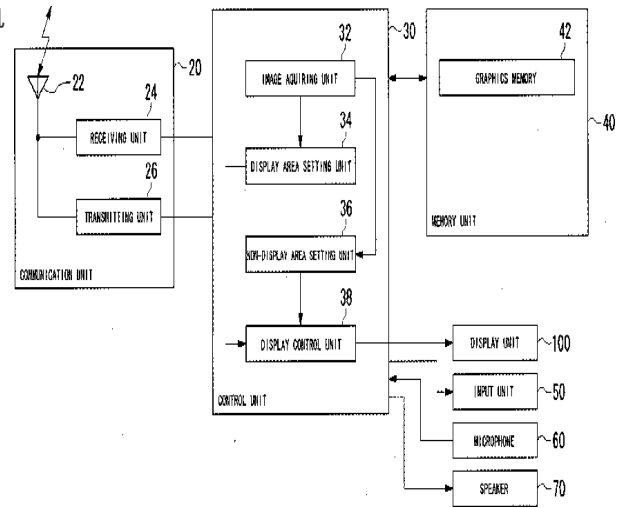 32
30
42
20
22
IMAGE AQUIRING UNIT
GRAPHICS MEMORY
24
34
40
RECEIVING UNIT
26
DISPLAY AREA SETTING UNIT
TRANSMITTING UNIT
36
MEMORY UNIT
NON-DISPLAY AREA SETTING UNIT
COMMUNICATION UNIT
38
DISPLAY CONTROL UNIT
DISPLAY UNIT
100
INPUT UNIT
50
CONTROL UNIT
MICROPHONE
60
SPEAKER
70